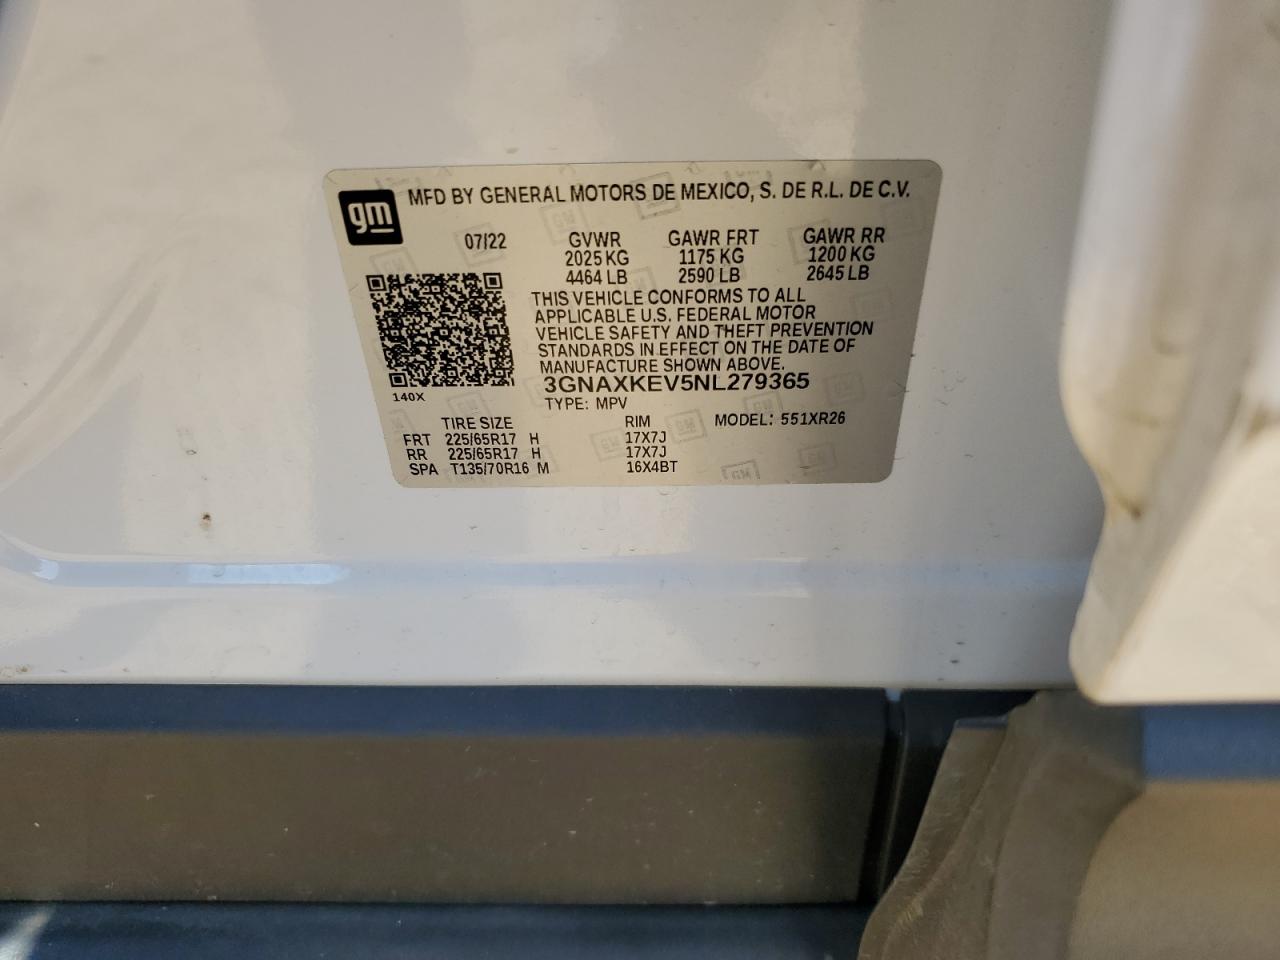 gm
MFD BY GENERAL MOTORS DE MEXICO, S. DE R.L. DE C.V.
07/22 GVWR GAWR FRT GAWR RR
2025 KG 1175 KG 1200 KG
4464 LB 2590 LB 2645 LB
THIS VEHICLE CONFORMS TO ALL
APPLICABLE U.S. FEDERAL MOTOR
VEHICLE SAFETY AND THEFT PREVENTION
STANDARDS IN EFFECT ON THE DATE OF
MANUFACTURE SHOWN ABOVE.
3GNAXKEV5NL279365
140X
TYPE: MPV
TIRE SIZE RIM MODEL: 551XR26
FRT 225/65R17 H 17X7J
RR 225/65R17 H 17X7J
SPA T135/70R16 M 16X4BT